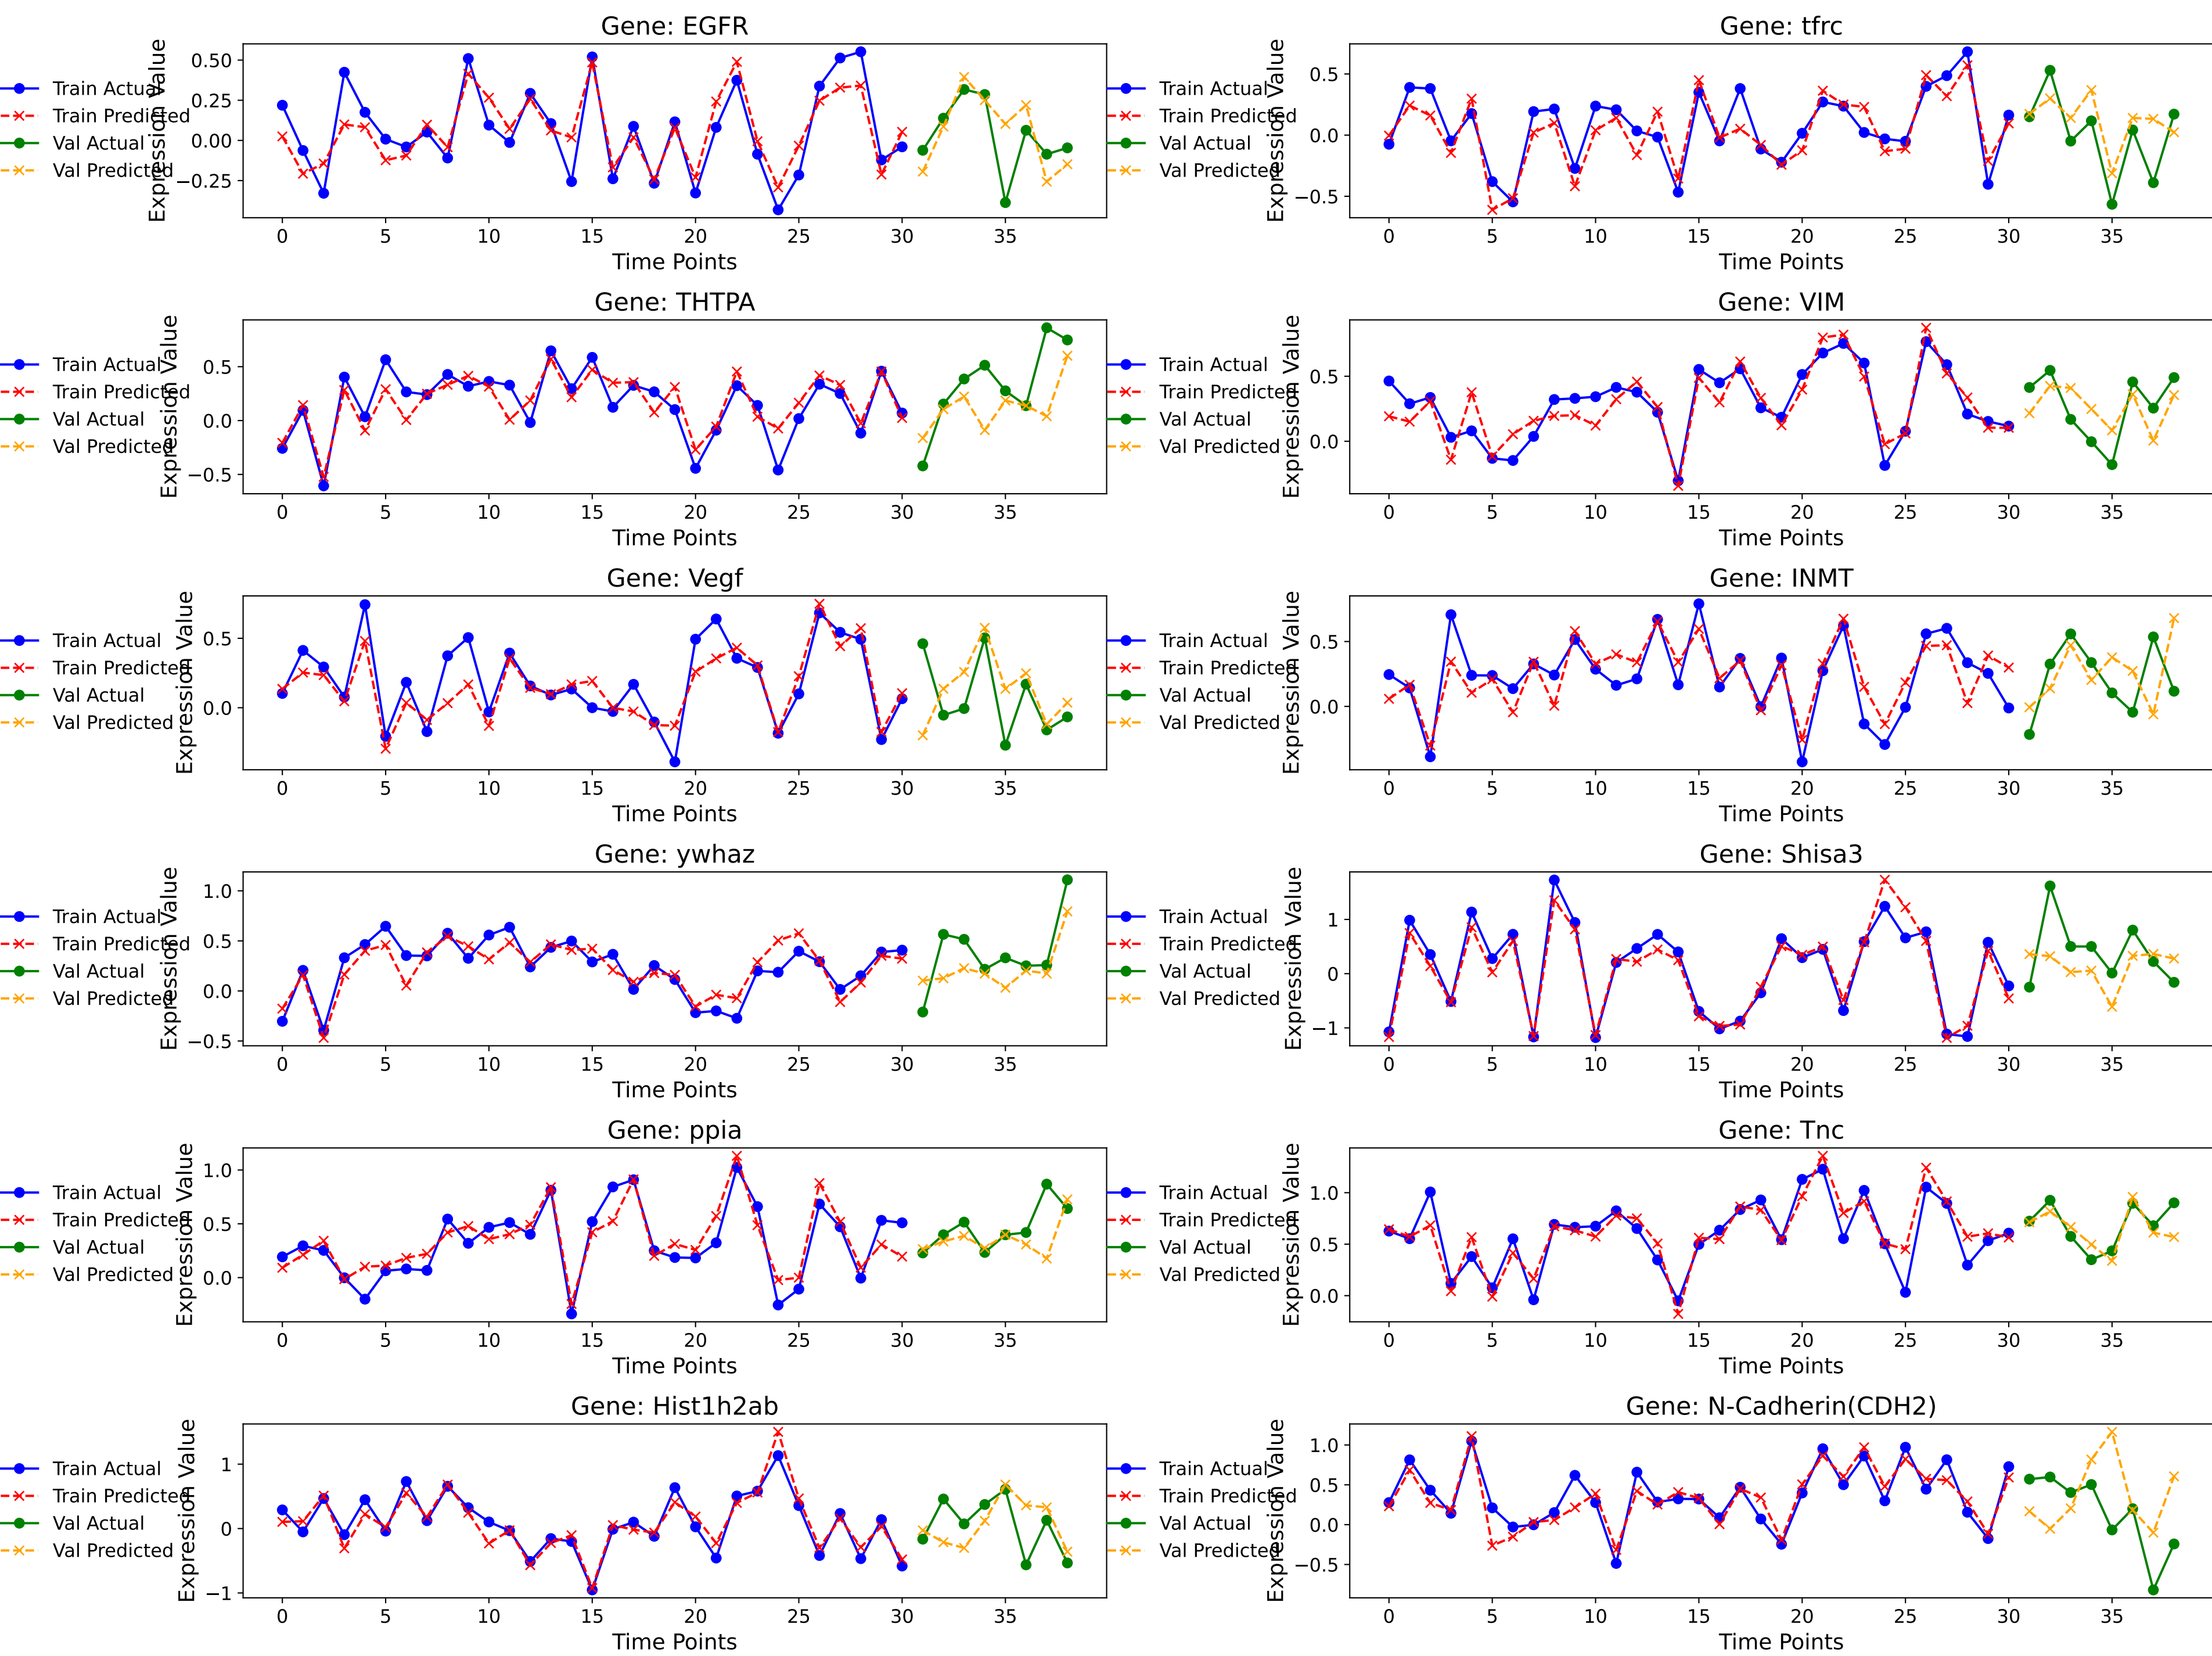 Gene: EGFR
Expression Value
0.50
0.25
0.00
−0.25
0 5 10 15 20 25 30 35
Time Points
Train Actual
Train Predicted
Val Actual
Val Predicted
Gene: tfrc
Expression Value
0.5
0.0
−0.5
0 5 10 15 20 25 30 35
Time Points
Train Actual
Train Predicted
Val Actual
Val Predicted
Gene: THTPA
Expression Value
0.5
0.0
−0.5
0 5 10 15 20 25 30 35
Time Points
Train Actual
Train Predicted
Val Actual
Val Predicted
Gene: VIM
Expression Value
0.5
0.0
0 5 10 15 20 25 30 35
Time Points
Train Actual
Train Predicted
Val Actual
Val Predicted
Gene: Vegf
Expression Value
0.5
0.0
0 5 10 15 20 25 30 35
Time Points
Train Actual
Train Predicted
Val Actual
Val Predicted
Gene: INMT
Expression Value
0.5
0.0
0 5 10 15 20 25 30 35
Time Points
Train Actual
Train Predicted
Val Actual
Val Predicted
Gene: ywhaz
Expression Value
1.0
0.5
0.0
−0.5
0 5 10 15 20 25 30 35
Time Points
Train Actual
Train Predicted
Val Actual
Val Predicted
Gene: Shisa3
Expression Value
1
0
−1
0 5 10 15 20 25 30 35
Time Points
Train Actual
Train Predicted
Val Actual
Val Predicted
Gene: ppia
Expression Value
1.0
0.5
0.0
0 5 10 15 20 25 30 35
Time Points
Train Actual
Train Predicted
Val Actual
Val Predicted
Gene: Tnc
Expression Value
1.0
0.5
0.0
0 5 10 15 20 25 30 35
Time Points
Train Actual
Train Predicted
Val Actual
Val Predicted
Gene: Hist1h2ab
Expression Value
1
0
−1
0 5 10 15 20 25 30 35
Time Points
Train Actual
Train Predicted
Val Actual
Val Predicted
Gene: N-Cadherin(CDH2)
Expression Value
1.0
0.5
0.0
−0.5
0 5 10 15 20 25 30 35
Time Points
Train Actual
Train Predicted
Val Actual
Val Predicted